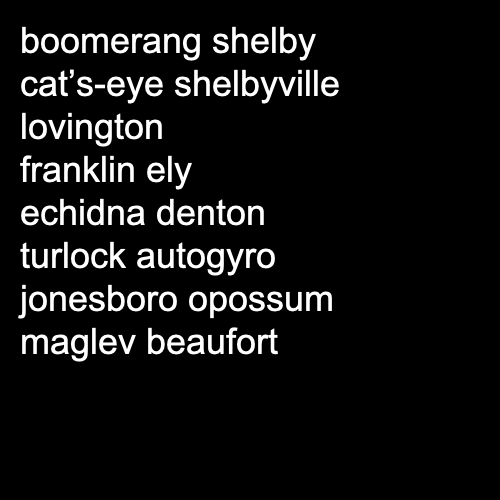 boomerang shelby
cat’s-eye shelbyville
lovington
franklin ely
echidna denton
turlock autogyro
jonesboro opossum
maglev beaufort